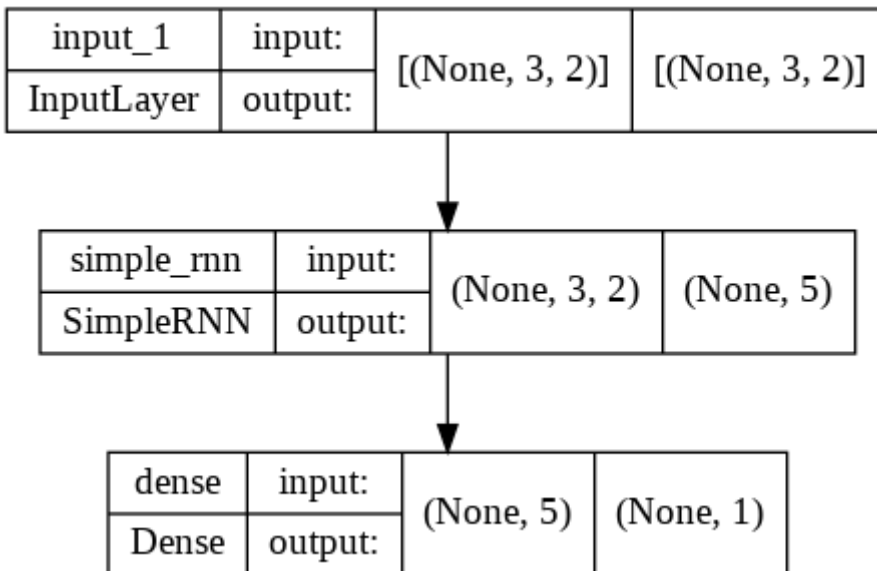 input_1 input: [(None, 3, 2)] [(None, 3, 2)]
InputLayer output:
simple_rnn input: (None, 3, 2) (None, 5)
SimpleRNN output:
dense input: (None, 5) (None, 1)
Dense output: